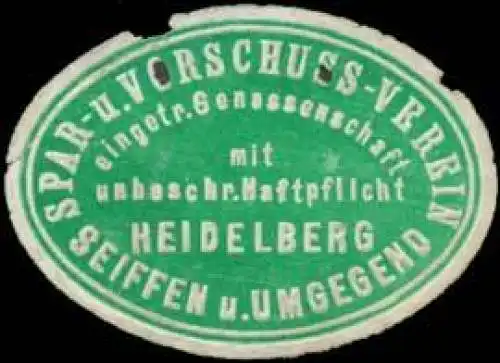 SPAR- u. VORSCHUSS-VEREIN
eingetr. Genossenschaft
mit
unbeschr. Haftpflicht
HEIDELBERG
SEIFFEN u. UMGEGEND